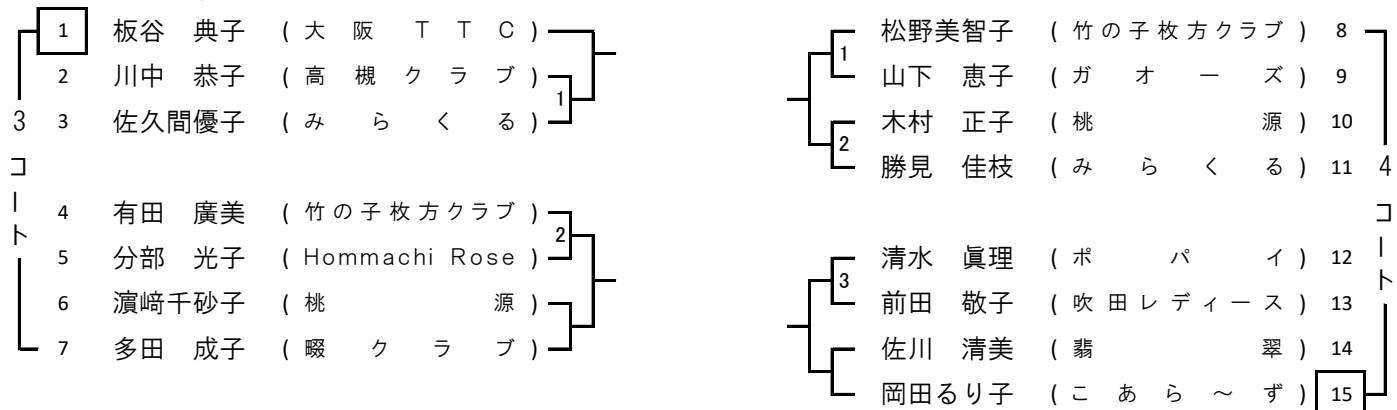 1 板谷 典子 (大阪TTC)
2 川中 恭子 (高槻クラブ)
1
3 佐久間優子 (みらくる)
4 有田 廣美 (竹の子枚方クラブ)
2
5 分部 光子 (Hommachi Rose)
6 濵﨑千砂子 (桃源)
7 多田 成子 (畷クラブ)
3コート
松野美智子 (竹の子枚方クラブ) 8
1
山下 恵子 (ガオーズ) 9
木村 正子 (桃源) 10
2
勝見 佳枝 (みらくる) 11
清水 眞理 (ポパイ) 12
3
前田 敬子 (吹田レディース) 13
佐川 清美 (翡翠) 14
岡田るり子 (こあら～ず) 15
4コート